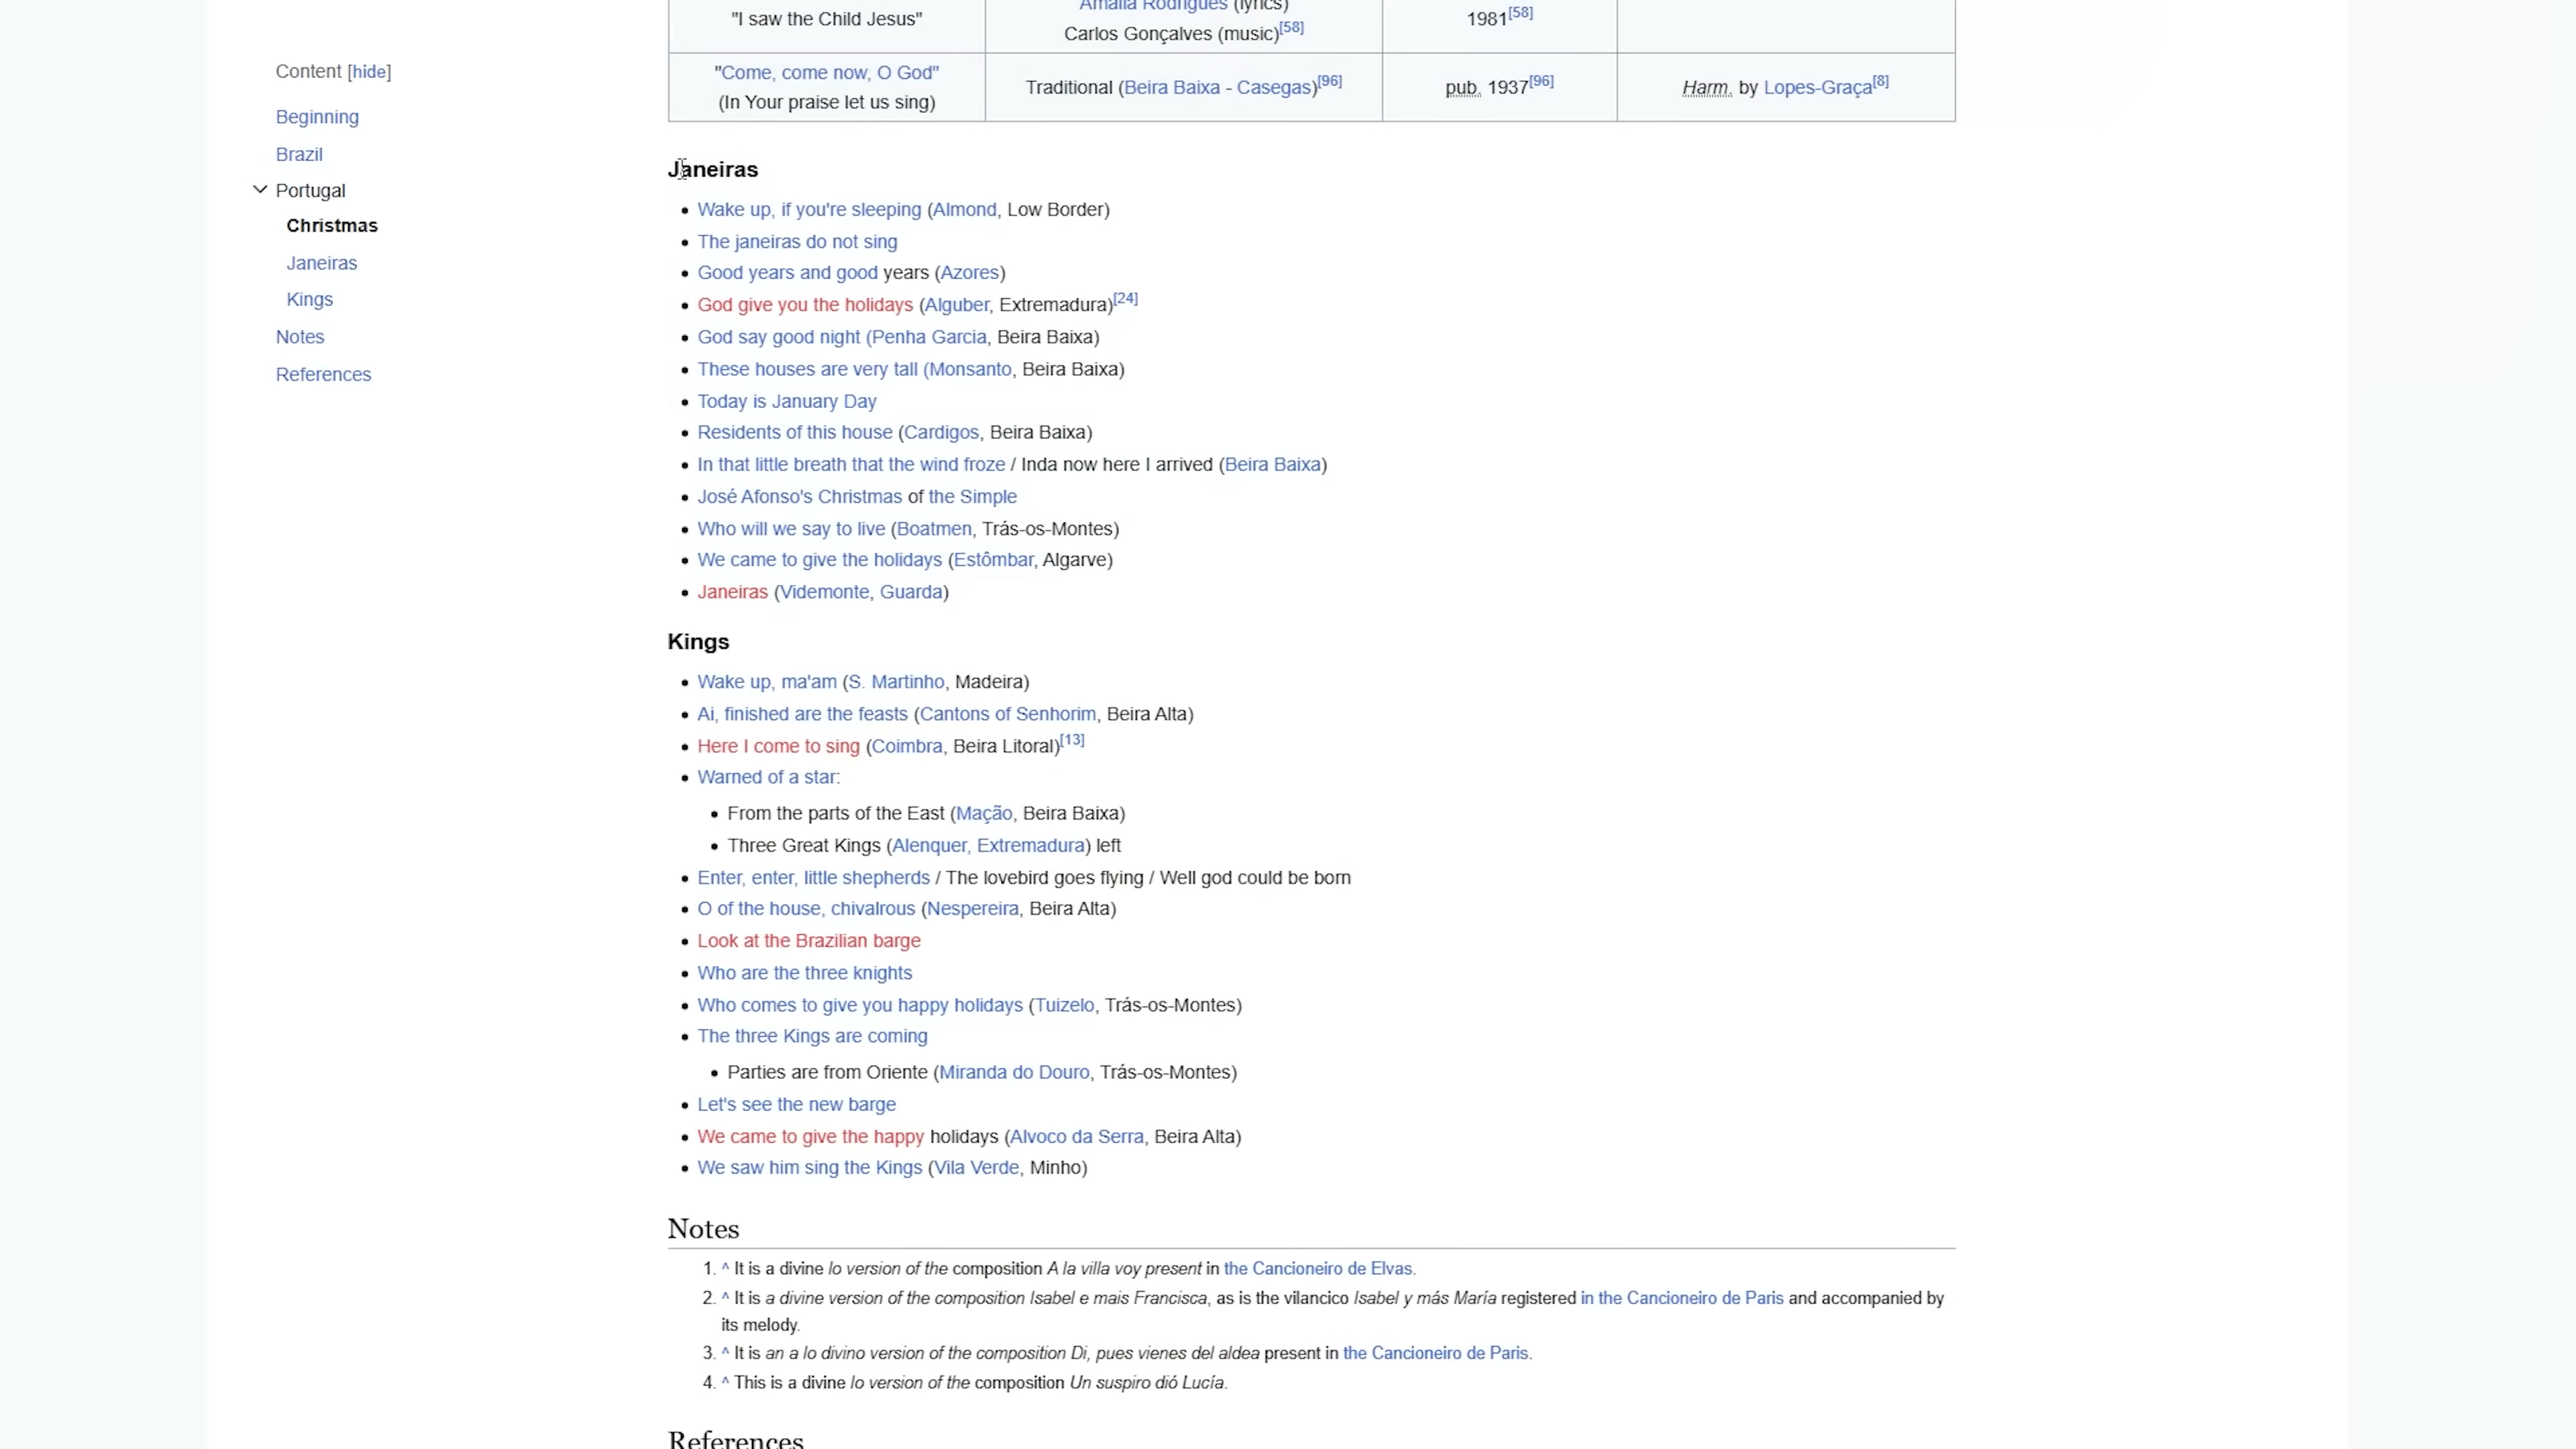 Content [hide]
Beginning
Brazil
Portugal
Christmas
Janeiras
Kings
Notes
References
"I saw the Child Jesus"
Amália Rodrigues (lyrics)
Carlos Gonçalves (music)[58]
1981[58]
"Come, come now, O God"
(In Your praise let us sing)
Traditional (Beira Baixa - Casegas)[96]
pub. 1937[96]
Harm. by Lopes-Graça[8]
Janeiras
Wake up, if you're sleeping (Almond, Low Border)
The janeiras do not sing
Good years and good years (Azores)
God give you the holidays (Alguber, Extremadura)[24]
God say good night (Penha Garcia, Beira Baixa)
These houses are very tall (Monsanto, Beira Baixa)
Today is January Day
Residents of this house (Cardigos, Beira Baixa)
In that little breath that the wind froze / Inda now here I arrived (Beira Baixa)
José Afonso's Christmas of the Simple
Who will we say to live (Boatmen, Trás-os-Montes)
We came to give the holidays (Estômbar, Algarve)
Janeiras (Videmonte, Guarda)
Kings
Wake up, ma'am (S. Martinho, Madeira)
Ai, finished are the feasts (Cantons of Senhorim, Beira Alta)
Here I come to sing (Coimbra, Beira Litoral)[13]
Warned of a star:
From the parts of the East (Mação, Beira Baixa)
Three Great Kings (Alenquer, Extremadura) left
Enter, enter, little shepherds / The lovebird goes flying / Well god could be born
O of the house, chivalrous (Nespereira, Beira Alta)
Look at the Brazilian barge
Who are the three knights
Who comes to give you happy holidays (Tuizelo, Trás-os-Montes)
The three Kings are coming
Parties are from Oriente (Miranda do Douro, Trás-os-Montes)
Let's see the new barge
We came to give the happy holidays (Alvoco da Serra, Beira Alta)
We saw him sing the Kings (Vila Verde, Minho)
Notes
1. ^ It is a divine lo version of the composition A la villa voy present in the Cancioneiro de Elvas.
2. ^ It is a divine version of the composition Isabel e mais Francisca, as is the vilancico Isabel y más María registered in the Cancioneiro de Paris and accompanied by
its melody.
3. ^ It is an a lo divino version of the composition Di, pues vienes del aldea present in the Cancioneiro de Paris.
4. ^ This is a divine lo version of the composition Un suspiro dió Lucía.
References